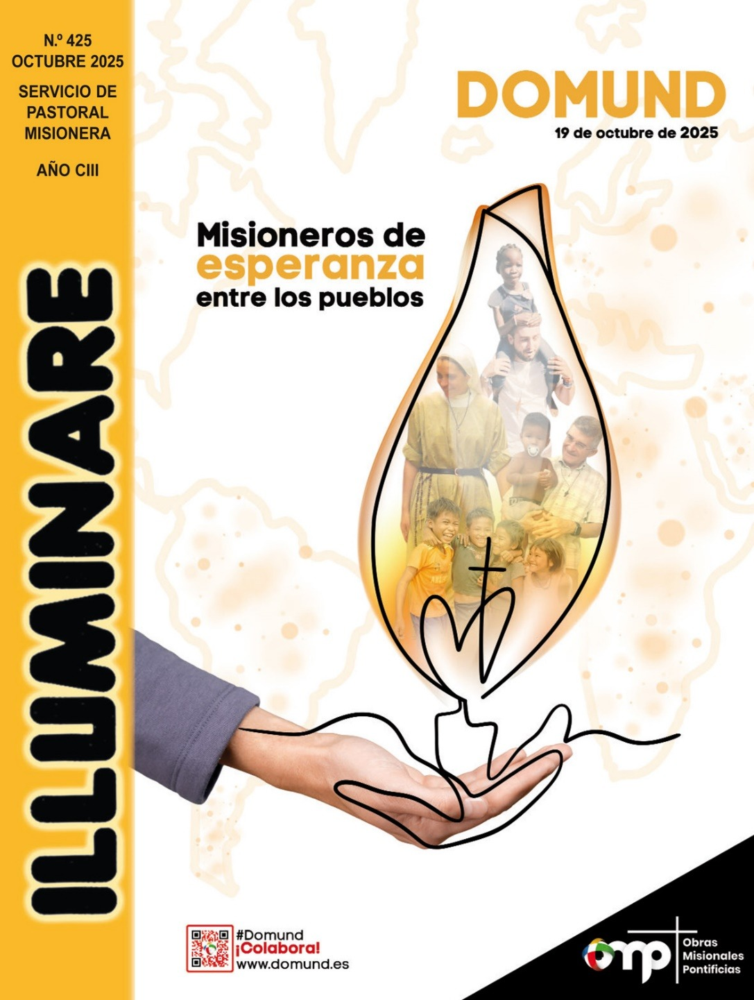 N.º 425
OCTUBRE 2025
SERVICIO DE
PASTORAL
MISIONERA
AÑO CIII
ILLUMINARE
DOMUND
19 de octubre de 2025
Misioneros de
esperanza
entre los pueblos
#Domund
¡Colabora!
www.domund.es
omp
Obras
Misionales
Pontificias